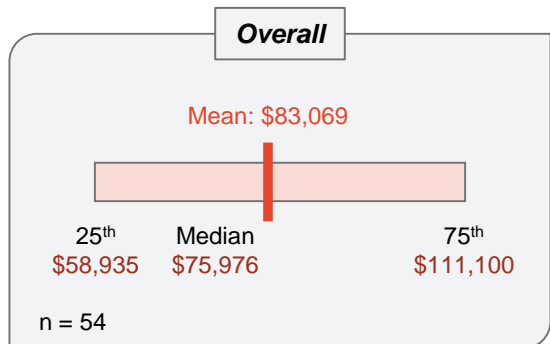 Overall
Mean: $83,069
25th Median 75th
$58,935 $75,976 $111,100
n = 54